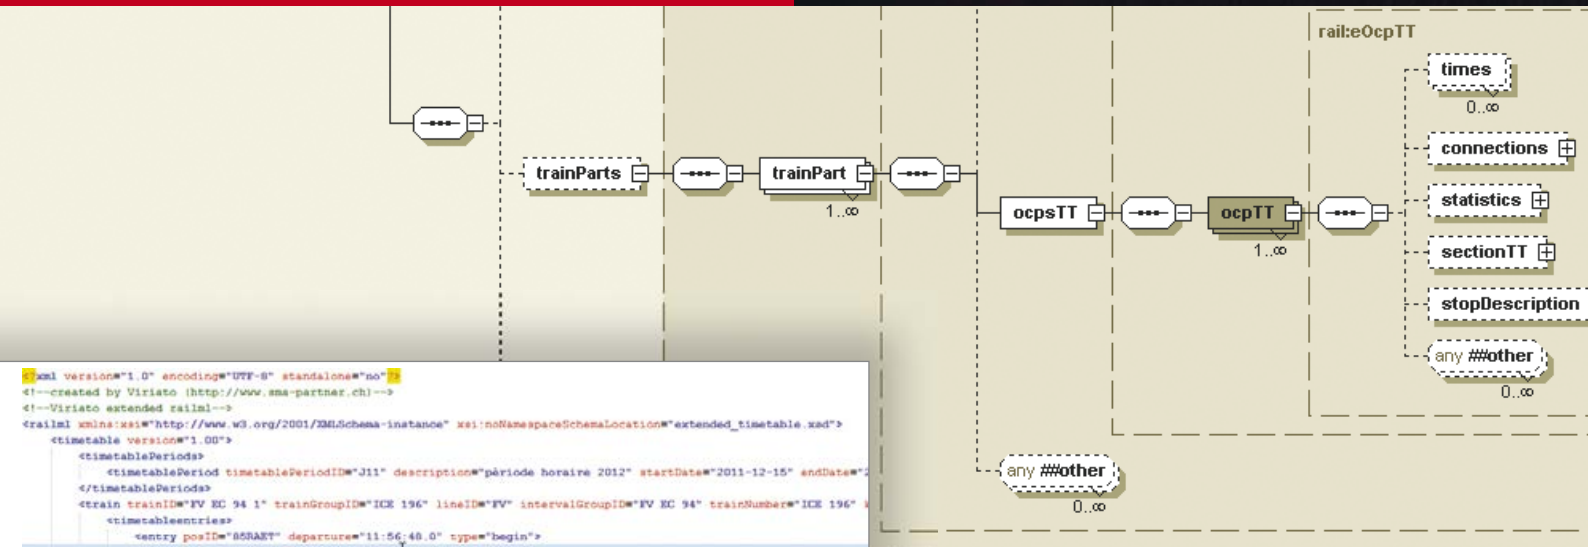 rail:eOcpTT
times
0..∞
connections
trainParts
trainPart
1..∞
statistics
ocpsTT
ocpTT
1..∞
sectionTT
stopDescription
any ##other
0..∞
any ##other
0..∞
<?xml version="1.0" encoding="UTF-8" standalone="no"?>
<!--created by Viriato (http://www.sma-partner.ch)-->
<!--Viriato extended railml-->
<railml xmlns:xsi="http://www.w3.org/2001/XMLSchema-instance" xsi:noNamespaceSchemaLocation="extended_timetable.xsd">
<timetable version="1.00">
<timetablePeriods>
<timetablePeriod timetablePeriodID="J11" description="période horaire 2012" startDate="2011-12-15" endDate="2
</timetablePeriods>
<train trainID="FV EC 94 1" trainGroupID="ICE 196" lineID="FV" intervalGroupID="FV EC 94" trainNumber="ICE 196"
<timetableentries>
<entry posID="85RAET" departure="11:56:48.0" type="begin">